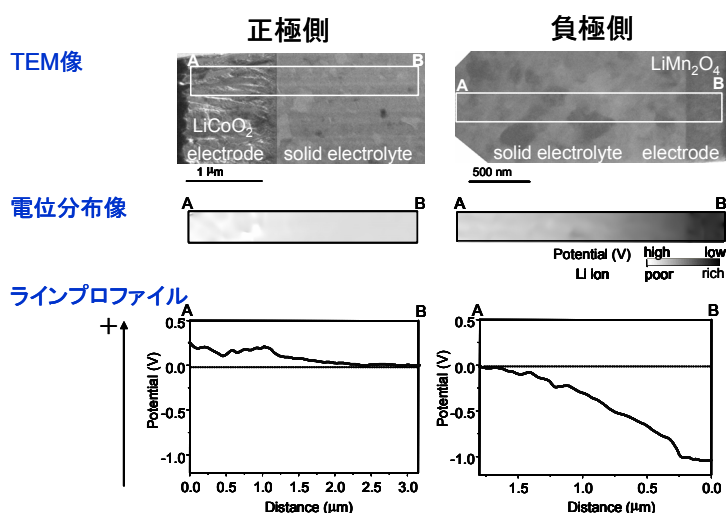 正極側
負極側
TEM像
A B
LiCoO2
electrode solid electrolyte
1 μm
LiMn2O4
A B
solid electrolyte electrode
500 nm
電位分布像
A B
A B
Potential (V) high low
Li ion poor rich
ラインプロファイル
+
A B
0.5
0.0
-0.5
-1.0
Potential (V)
0.0 0.5 1.0 1.5 2.0 2.5 3.0
Distance (μm)
A B
0.5
0.0
-0.5
-1.0
Potential (V)
1.5 1.0 0.5 0.0
Distance (μm)